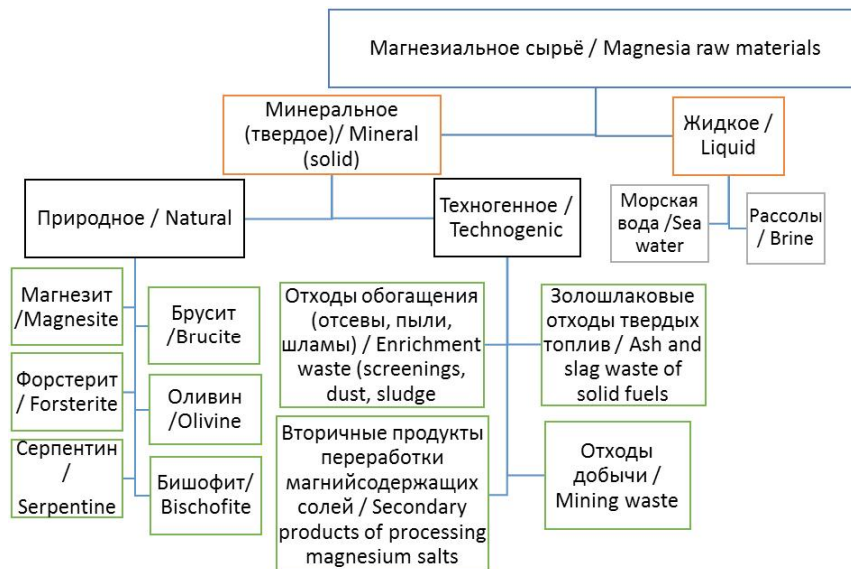 Магнезиальное сырьё / Magnesia raw materials
Минеральное
(твердое)/ Mineral
(solid)
Жидкое /
Liquid
Природное / Natural
Техногенное /
Technogenic
Морская
вода /Sea
water
Рассолы
/ Brine
Магнезит
/Magnesite
Брусит
/Brucite
Форстерит
/ Forsterite
Оливин
/Olivine
Серпентин
/
Serpentine
Бишофит/
Bischofite
Отходы обогащения
(отсевы, пыли,
шламы) / Enrichment
waste (screenings,
dust, sludge
Золошлаковые
отходы твердых
топлив / Ash and
slag waste of
solid fuels
Вторичные продукты
переработки
магнийсодержащих
солей / Secondary
products of processing
magnesium salts
Отходы
добычи /
Mining waste